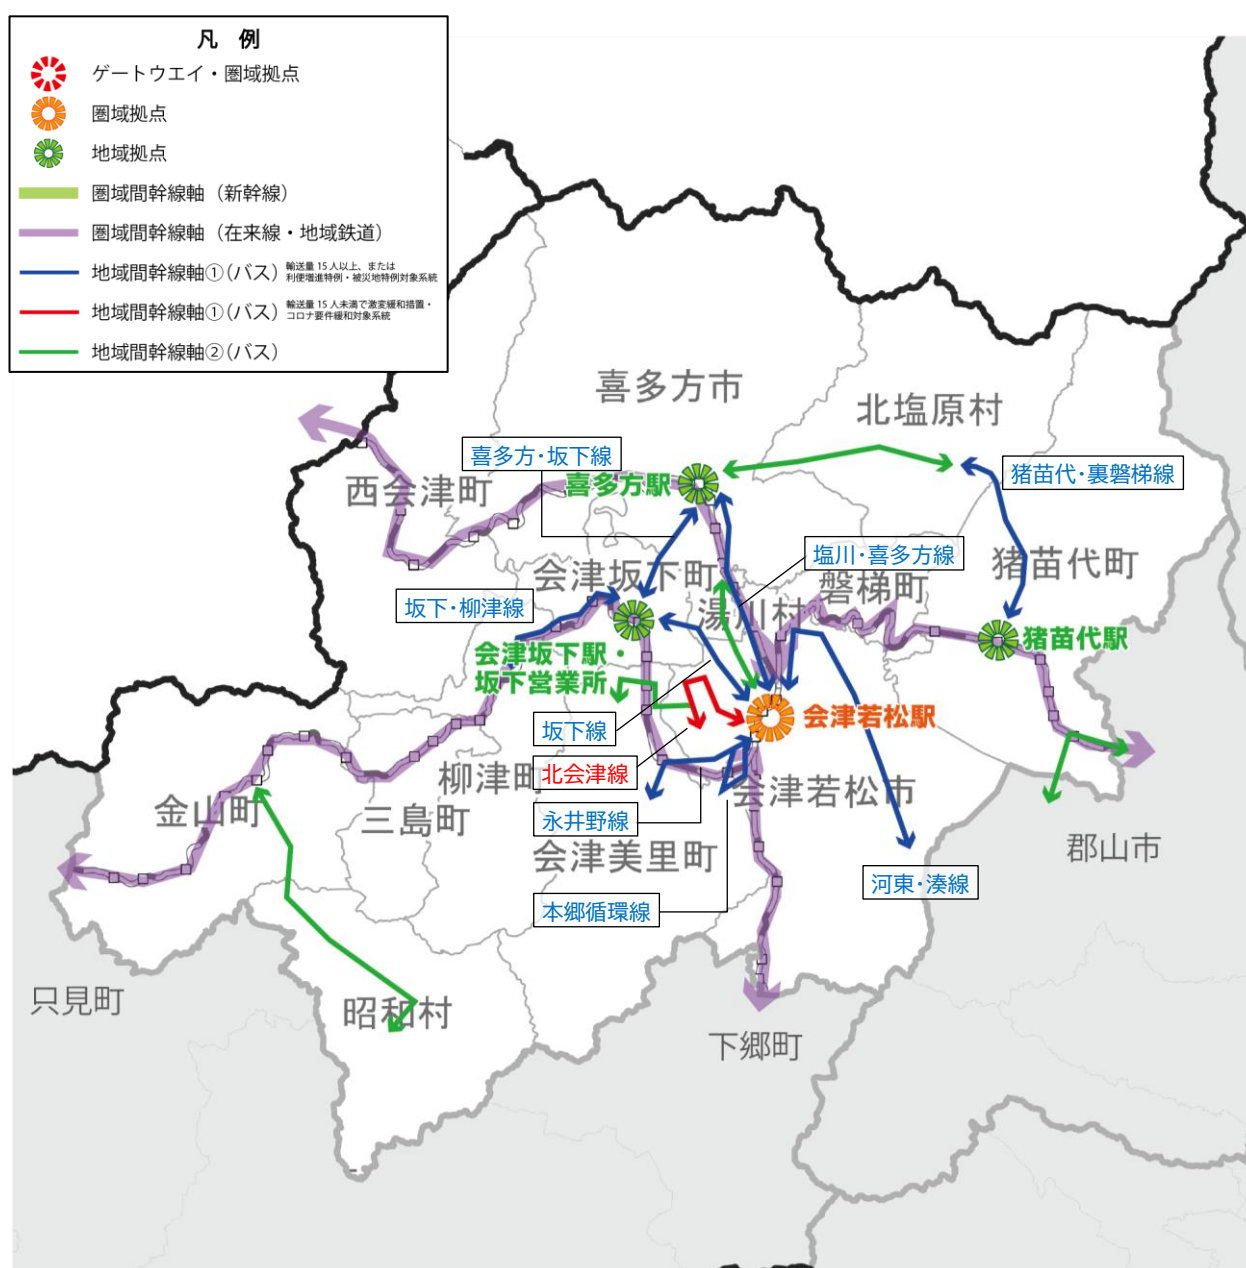 凡 例
ゲートウエイ・圏域拠点
圏域拠点
地域拠点
圏域間幹線軸（新幹線）
圏域間幹線軸（在来線・地域鉄道）
地域間幹線軸①（バス） 輸送量 15 人以上、または
利便増進特例・被災地特例対象系統
地域間幹線軸①（バス） 輸送量 15 人未満で激変緩和措置・
コロナ要件緩和対象系統
地域間幹線軸②（バス）
喜多方市
北塩原村
喜多方・坂下線
猪苗代・裏磐梯線
喜多方駅
西会津町
塩川・喜多方線
猪苗代町
会津坂下町
磐梯町
坂下・柳津線
湯川村
猪苗代駅
会津坂下駅・
坂下営業所
会津若松駅
坂下線
北会津線
柳津町
会津若松市
金山町
三島町
永井野線
郡山市
会津美里町
河東・湊線
本郷循環線
只見町
昭和村
下郷町